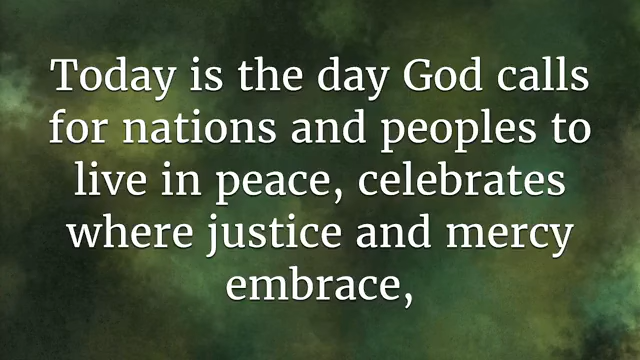 Today is the day God calls
for nations and peoples to
live in peace, celebrates
where justice and mercy
embrace,